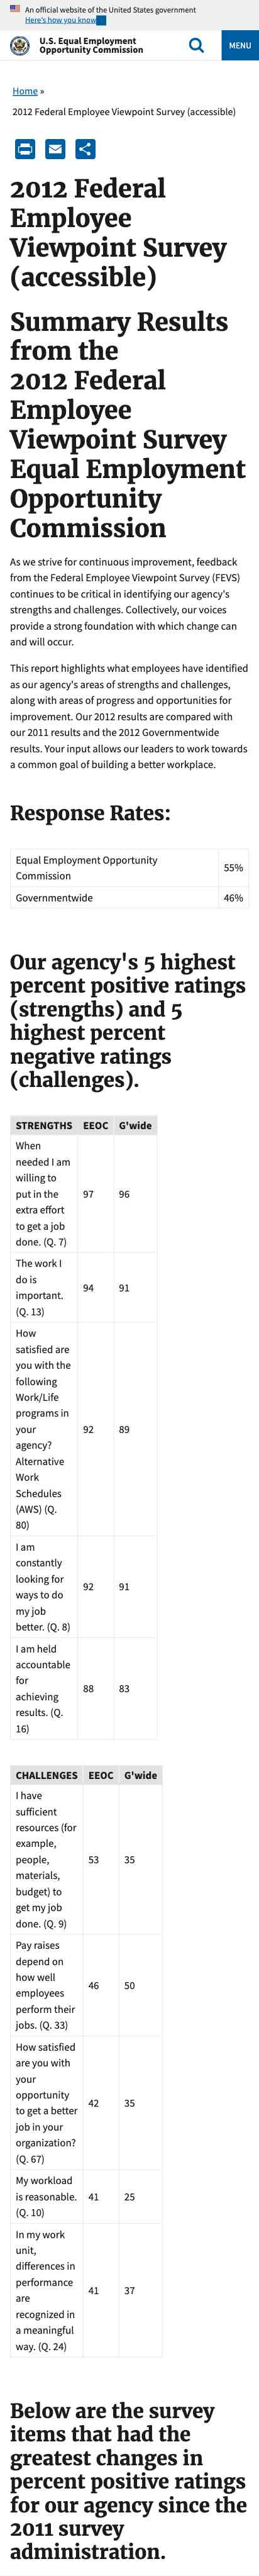 An official website of the United States government
Here's how you know
U.S. Equal Employment
Opportunity Commission
MENU
Home »
2012 Federal Employee Viewpoint Survey (accessible)
2012 Federal
Employee
Viewpoint Survey
(accessible)
Summary Results
from the
2012 Federal
Employee
Viewpoint Survey
Equal Employment
Opportunity
Commission
As we strive for continuous improvement, feedback
from the Federal Employee Viewpoint Survey (FEVS)
continues to be critical in identifying our agency's
strengths and challenges. Collectively, our voices
provide a strong foundation with which change can
and will occur.
This report highlights what employees have identified
as our agency's areas of strengths and challenges,
along with areas of progress and opportunities for
improvement. Our 2012 results are compared with
our 2011 results and the 2012 Governmentwide
results. Your input allows our leaders to work towards
a common goal of building a better workplace.
Response Rates:
Equal Employment Opportunity
Commission
55%
Governmentwide 46%
Our agency's 5 highest
percent positive ratings
(strengths) and 5
highest percent
negative ratings
(challenges).
STRENGTHS EEOC G'wide
When
needed I am
willing to
put in the
extra effort
to get a job
done. (Q. 7)
97 96
The work I
do is
important.
(Q. 13)
94 91
How
satisfied are
you with the
following
Work/Life
programs in
your
agency?
Alternative
Work
Schedules
(AWS) (Q.
80)
92 89
I am
constantly
looking for
ways to do
my job
better. (Q. 8)
92 91
I am held
accountable
for
achieving
results. (Q.
16)
88 83
CHALLENGES EEOC G'wide
I have
sufficient
resources (for
example,
people,
materials,
budget) to
get my job
done. (Q. 9)
53 35
Pay raises
depend on
how well
employees
perform their
jobs. (Q. 33)
46 50
How satisfied
are you with
your
opportunity
to get a better
job in your
organization?
(Q. 67)
42 35
My workload
is reasonable.
(Q. 10)
41 25
In my work
unit,
differences in
performance
are
recognized in
a meaningful
way. (Q. 24)
41 37
Below are the survey
items that had the
greatest changes in
percent positive ratings
for our agency since the
2011 survey
administration.